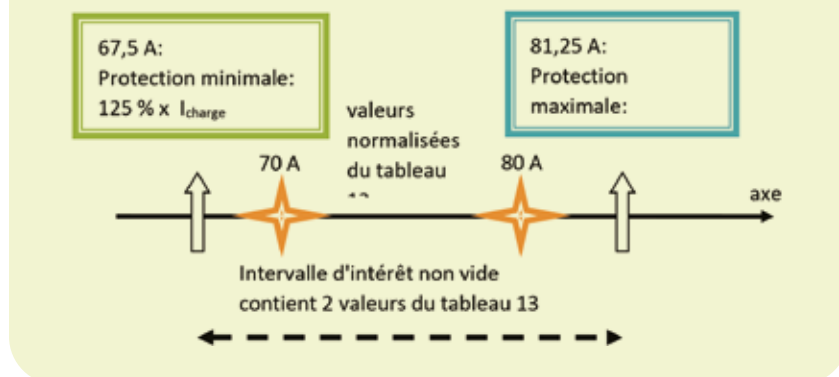 67,5 A:
Protection minimale:
125 % x Icharge
81,25 A:
Protection
maximale:
valeurs
normalisées
du tableau
70 A
80 A
axe
Intervalle d'intérêt non vide
contient 2 valeurs du tableau 13